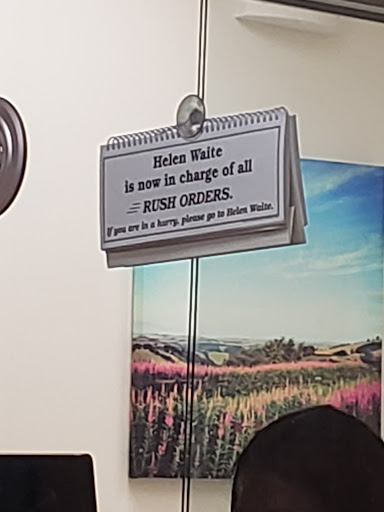 Helen Waite
is now in charge of all
RUSH ORDERS.
If you are in a hurry, please go to Helen Waite.